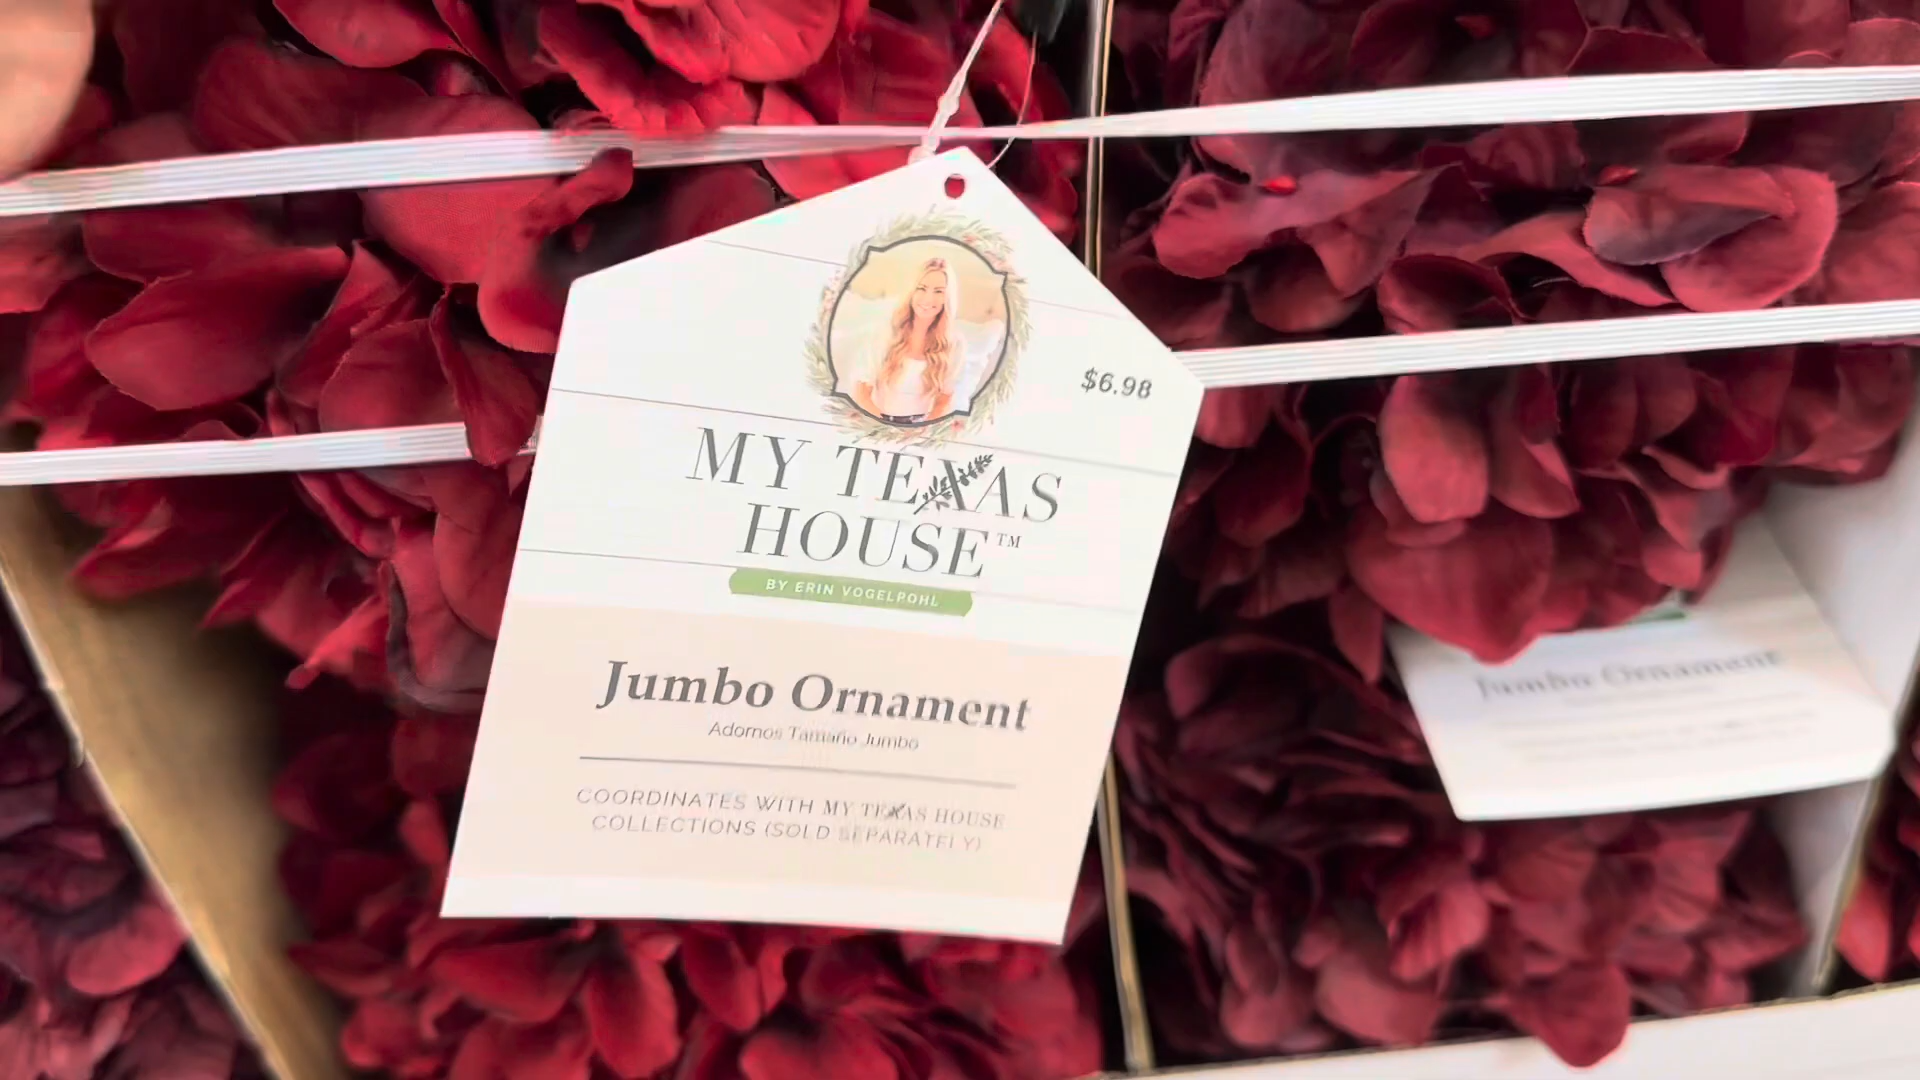 $6.98
MY TEXAS
HOUSE™
BY ERIN VOGELPOHL
Jumbo Ornament
Adornos Tamaño Jumbo
COORDINATES WITH MY TEXAS HOUSE
COLLECTIONS (SOLD SEPARATELY)
Jumbo Ornament